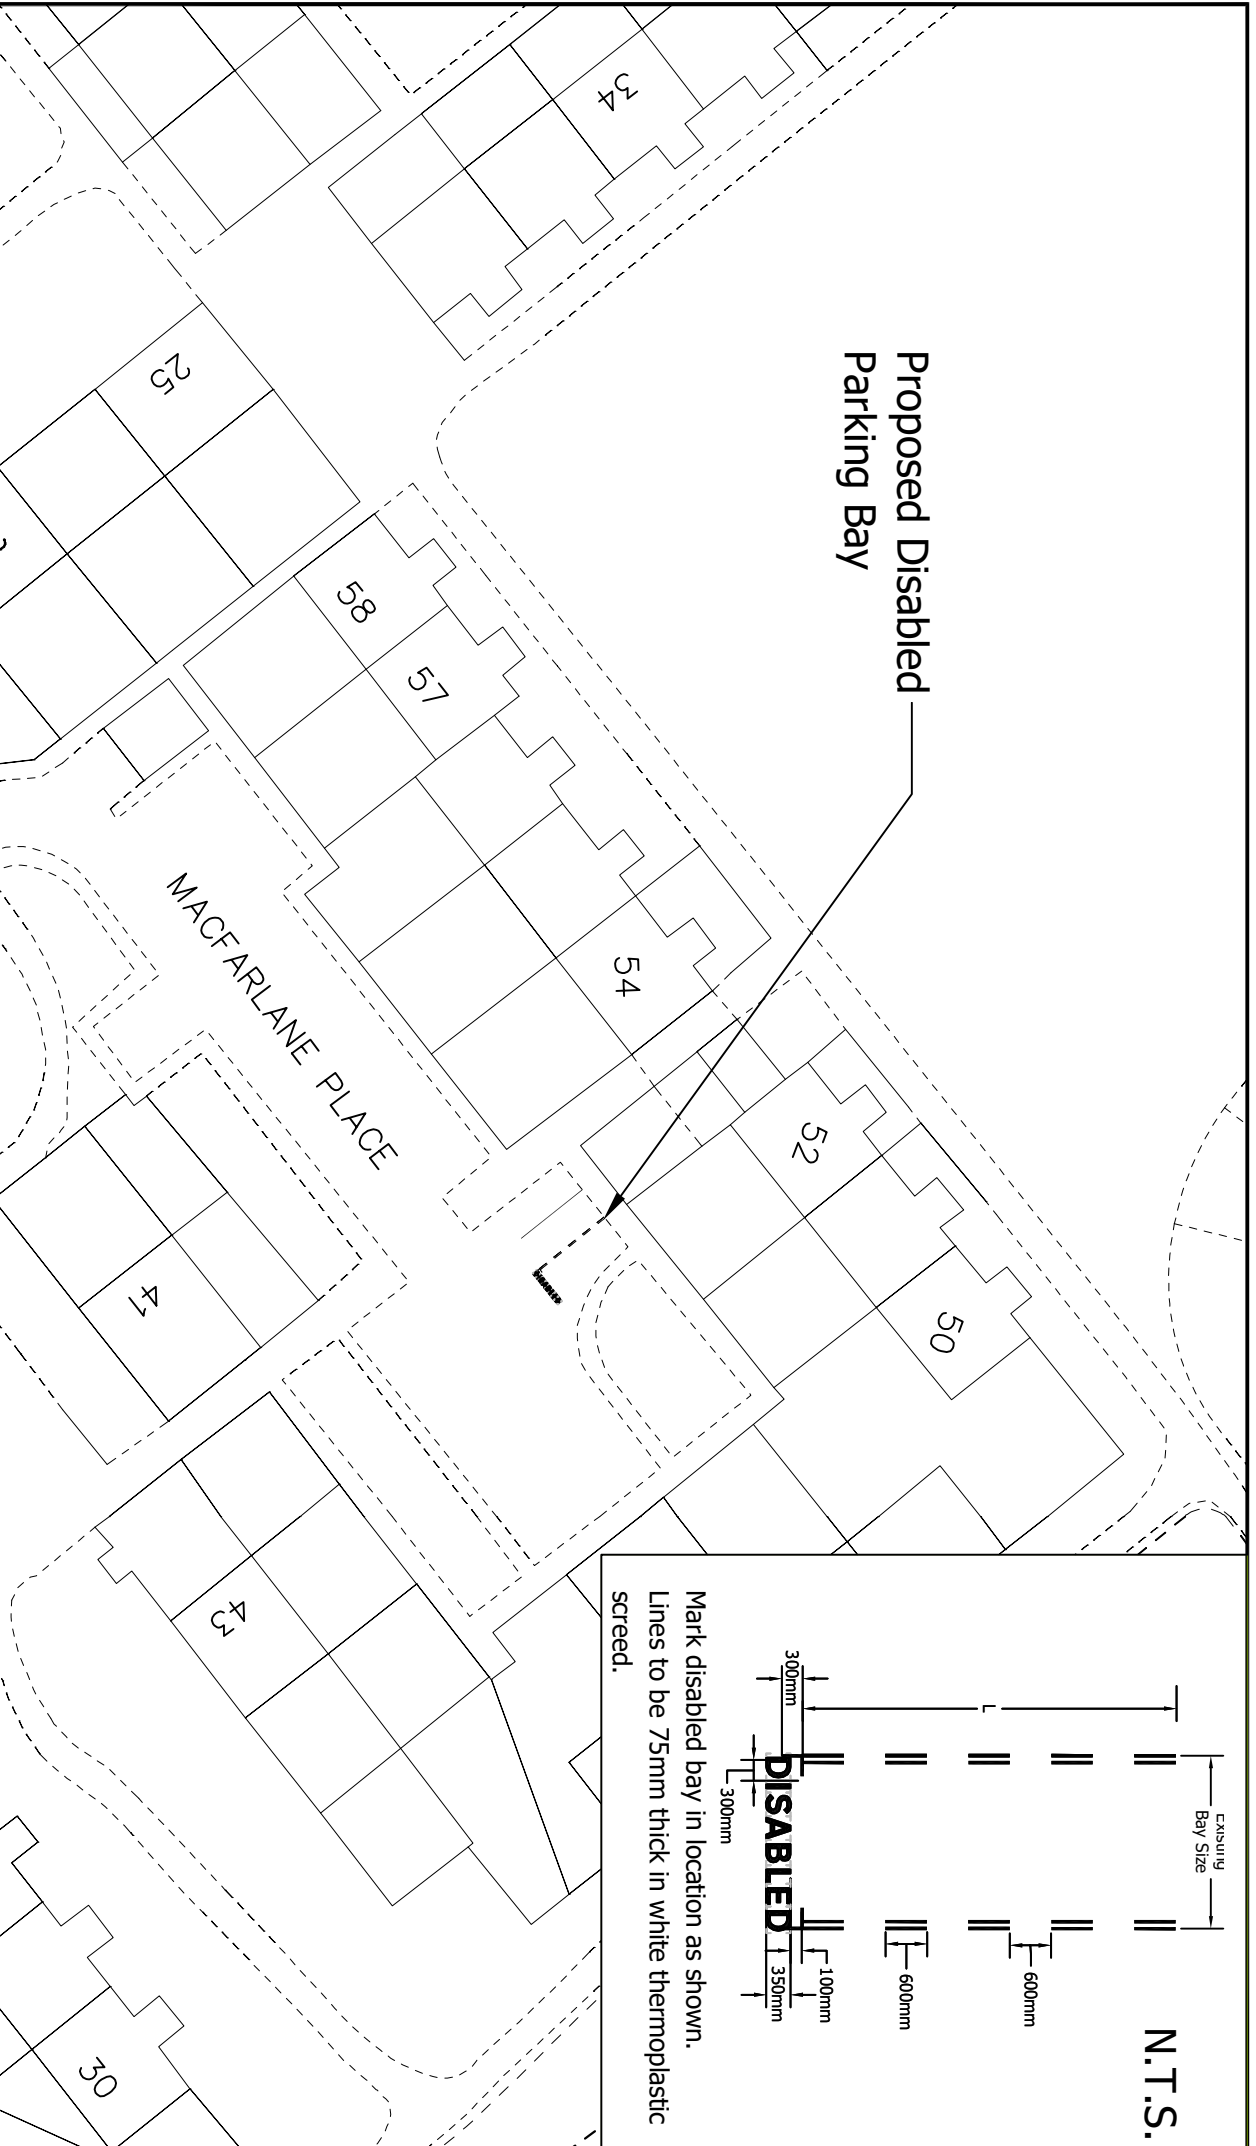 Proposed Disabled
Parking Bay
34
25
58
57
54
52
50
MACFARLANE PLACE
41
43
30
N.T.S.
Bay Size
L
300mm
300mm
DISABLED
100mm
350mm
600mm
600mm
Mark disabled bay in location as shown.
Lines to be 75mm thick in white thermoplastic
screed.